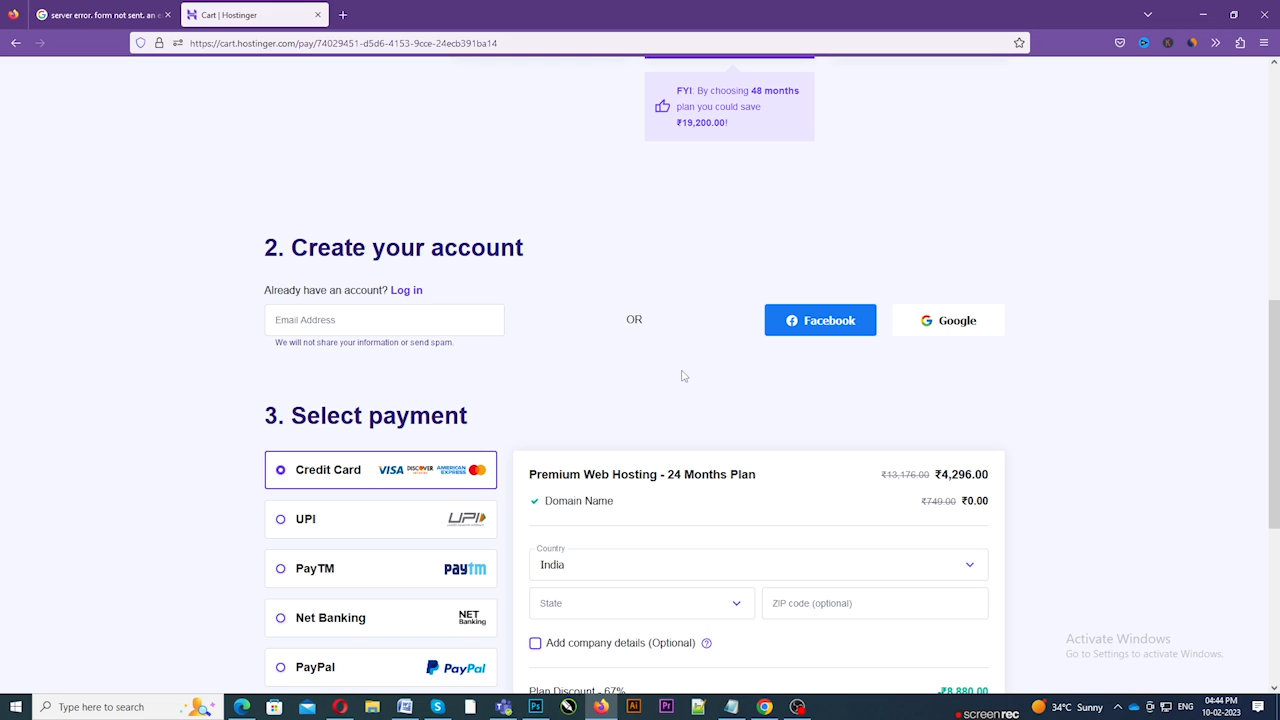 server error. form not sent. an e
Cart | Hostinger
https://cart.hostinger.com/pay/74029451-d5d6-4153-9cce-24ecb391ba14
FYI: By choosing 48 months
plan you could save
₹19,200.00!
2. Create your account
Already have an account? Log in
Email Address
OR
Facebook
Google
We will not share your information or send spam.
3. Select payment
Credit Card VISA DISCOVER AMERICAN EXPRESS
UPI UPI
PayTM paytm
Net Banking NET Banking
PayPal PayPal
Premium Web Hosting - 24 Months Plan ₹13,176.00 ₹4,296.00
Domain Name ₹749.00 ₹0.00
Country
India
State
ZIP code (optional)
Add company details (Optional)
Plan Discount - 67% -₹8,880.00
Activate Windows
Go to Settings to activate Windows.
Type here to search
34°C Sunny
ENG
04:44 PM
10-02-2023
screenrec